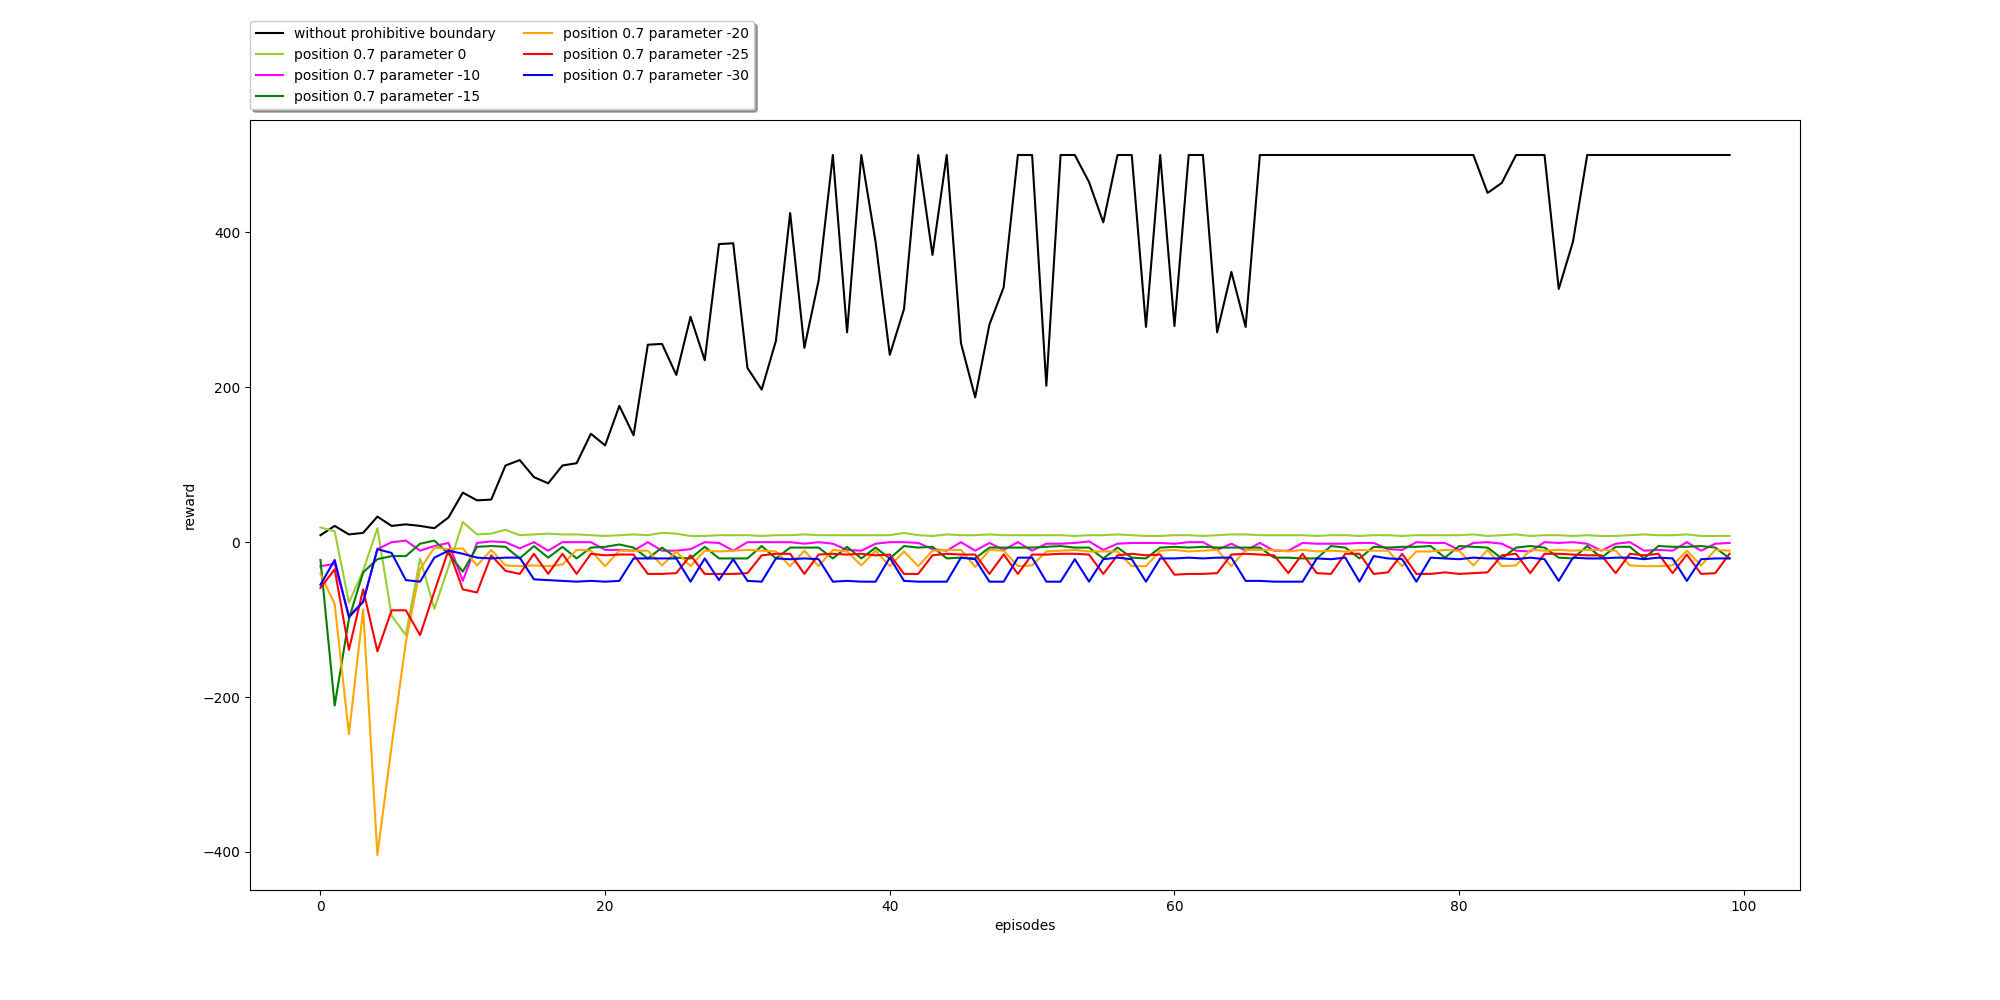 without prohibitive boundary
position 0.7 parameter 0
position 0.7 parameter -10
position 0.7 parameter -15
position 0.7 parameter -20
position 0.7 parameter -25
position 0.7 parameter -30
400
200
0
−200
−400
reward
0
20
40
60
80
100
episodes